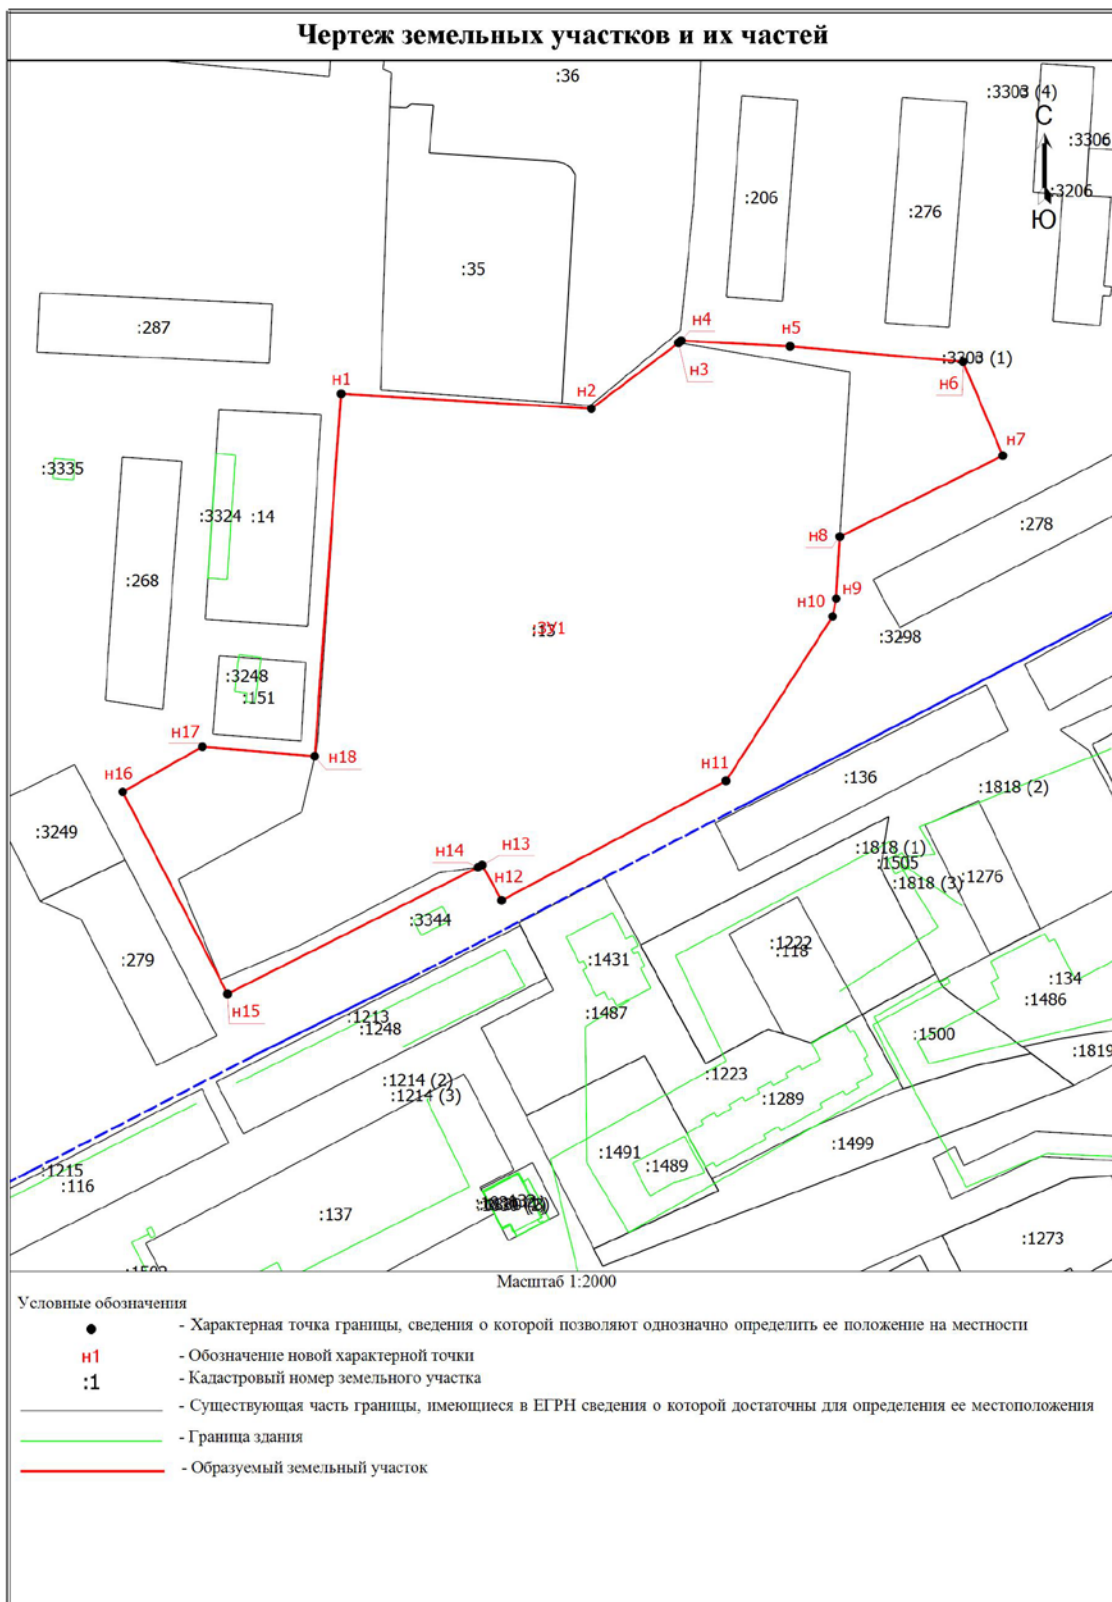 Чертеж земельных участков и их частей
:36
:3303 (4)
С
:3306
:206
:3206
:276
Ю
:35
:287
н4
н5
н3
:3303 (1)
н6
н1
н2
н7
:3335
:3324
:14
:278
н8
:268
н9
н10
:3298
:3248
:151
н17
н18
н11
н16
:136
:1818 (2)
:3249
н13
н14
:1818 (1)
:1505
:1276
:1818 (3)
н12
:3344
:1222
:118
:279
:1431
:134
:1486
н15
:1213
:1248
:1487
:1500
:1819
:1214 (2)
:1214 (3)
:1223
:1289
:1499
:1491
:1489
:1215
:116
:137
:1273
Масштаб 1:2000
Условные обозначения
- Характерная точка границы, сведения о которой позволяют однозначно определить ее положение на местности
н1
- Обозначение новой характерной точки
:1
- Кадастровый номер земельного участка
- Существующая часть границы, имеющиеся в ЕГРН сведения о которой достаточны для определения ее местоположения
- Граница здания
- Образуемый земельный участок